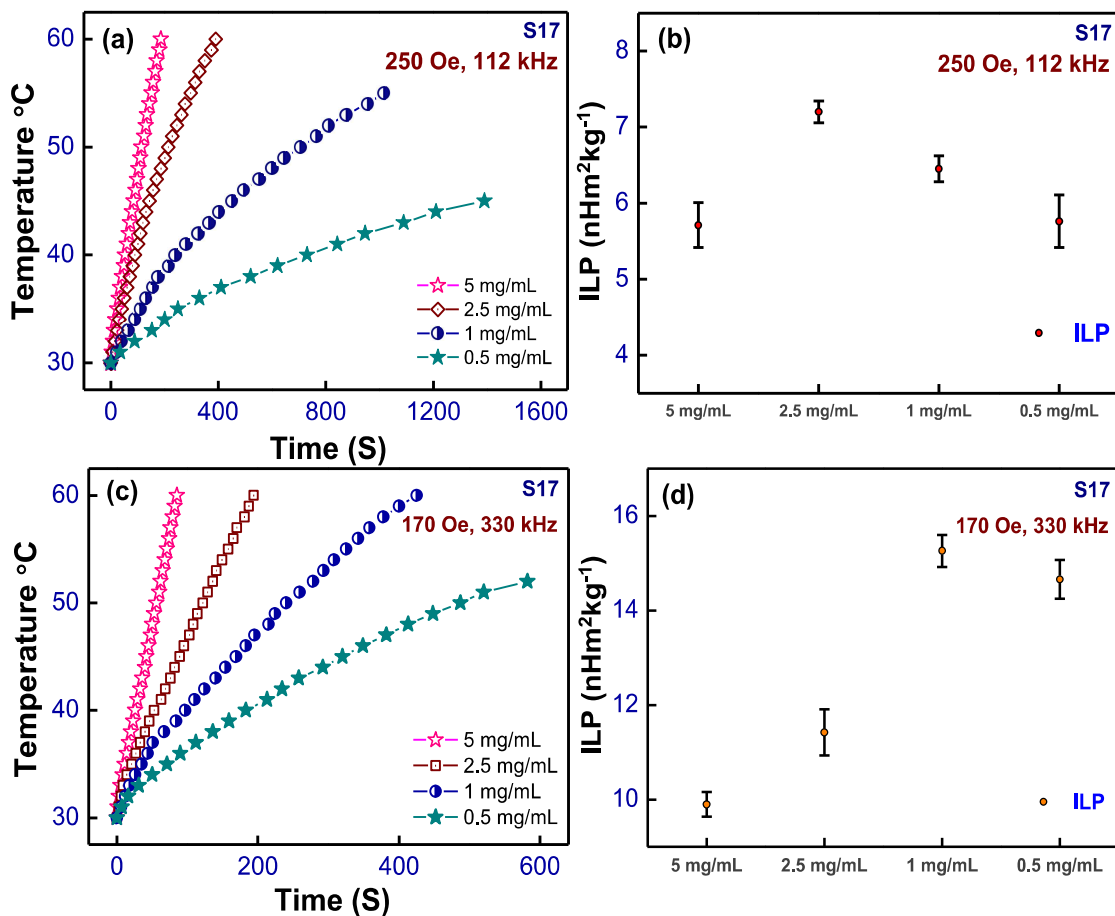 (a)
S17
250 Oe, 112 kHz
60
50
40
30
Temperature °C
5 mg/mL
2.5 mg/mL
1 mg/mL
0.5 mg/mL
0
400
800
1200
1600
Time (S)
(b)
S17
250 Oe, 112 kHz
8
7
6
5
4
ILP (nHm²kg⁻¹)
ILP
5 mg/mL
2.5 mg/mL
1 mg/mL
0.5 mg/mL
(c)
S17
170 Oe, 330 kHz
60
50
40
30
Temperature °C
5 mg/mL
2.5 mg/mL
1 mg/mL
0.5 mg/mL
0
200
400
600
Time (S)
(d)
S17
170 Oe, 330 kHz
16
14
12
10
ILP (nHm²kg⁻¹)
ILP
5 mg/mL
2.5 mg/mL
1 mg/mL
0.5 mg/mL